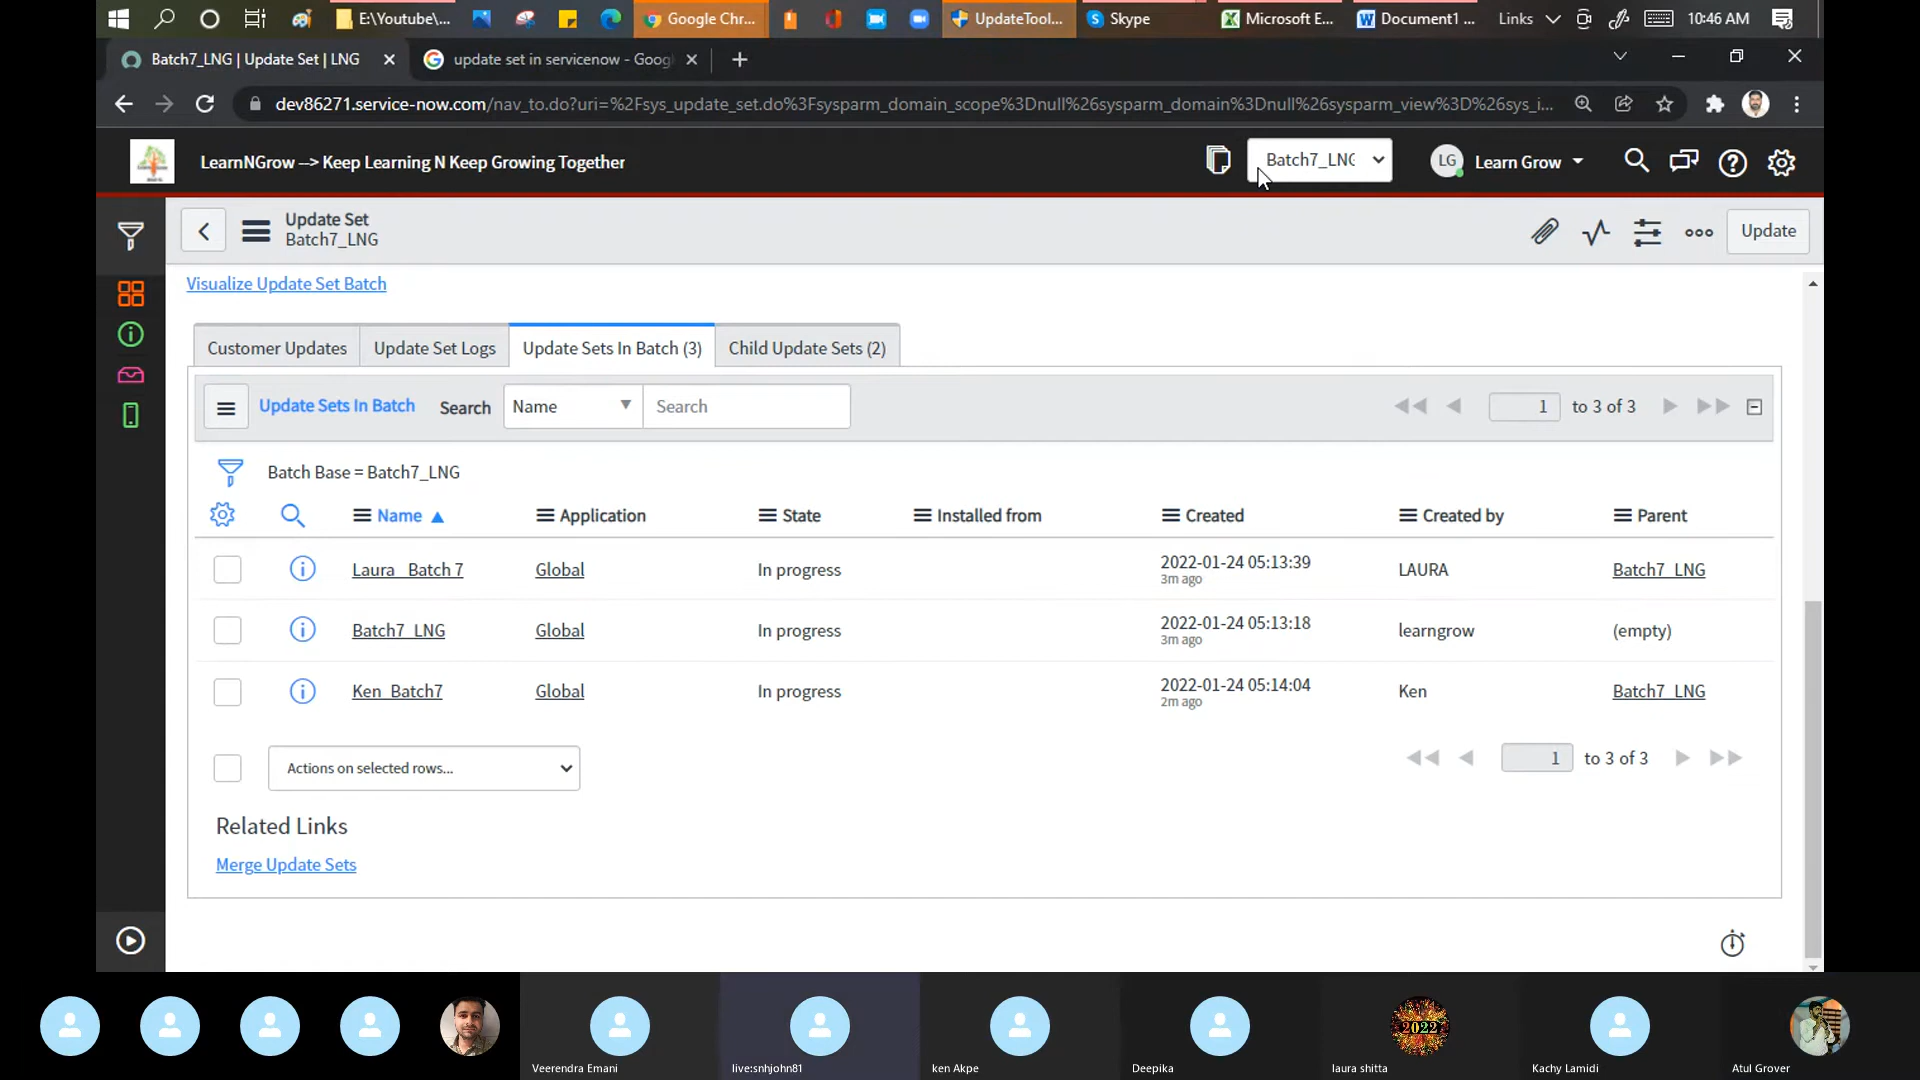 E:\Youtube\...
Google Chr...
UpdateTool...
Skype
Microsoft E...
Document1 ...
Links
10:46 AM
Batch7_LNG | Update Set | LNG
update set in servicenow - Goog
dev86271.service-now.com/nav_to.do?uri=%2Fsys_update_set.do%3Fsysparm_domain_scope%3Dnull%26sysparm_domain%3Dnull%26sysparm_view%3D%26sys_i...
LearnNGrow --> Keep Learning N Keep Growing Together
Batch7_LNG
LG
Learn Grow
Update Set
Batch7_LNG
Update
Visualize Update Set Batch
Customer Updates
Update Set Logs
Update Sets In Batch (3)
Child Update Sets (2)
Update Sets In Batch
Search
Name
Search
1
to 3 of 3
Batch Base = Batch7_LNG
Name
Application
State
Installed from
Created
Created by
Parent
Laura_ Batch 7
Global
In progress
2022-01-24 05:13:39
3m ago
LAURA
Batch7_LNG
Batch7_LNG
Global
In progress
2022-01-24 05:13:18
3m ago
learngrow
(empty)
Ken_Batch7
Global
In progress
2022-01-24 05:14:04
2m ago
Ken
Batch7_LNG
Actions on selected rows...
1
to 3 of 3
Related Links
Merge Update Sets
2022
Veerendra Emani
live:snhjohn81
ken Akpe
Deepika
laura shitta
Kachy Lamidi
Atul Grover